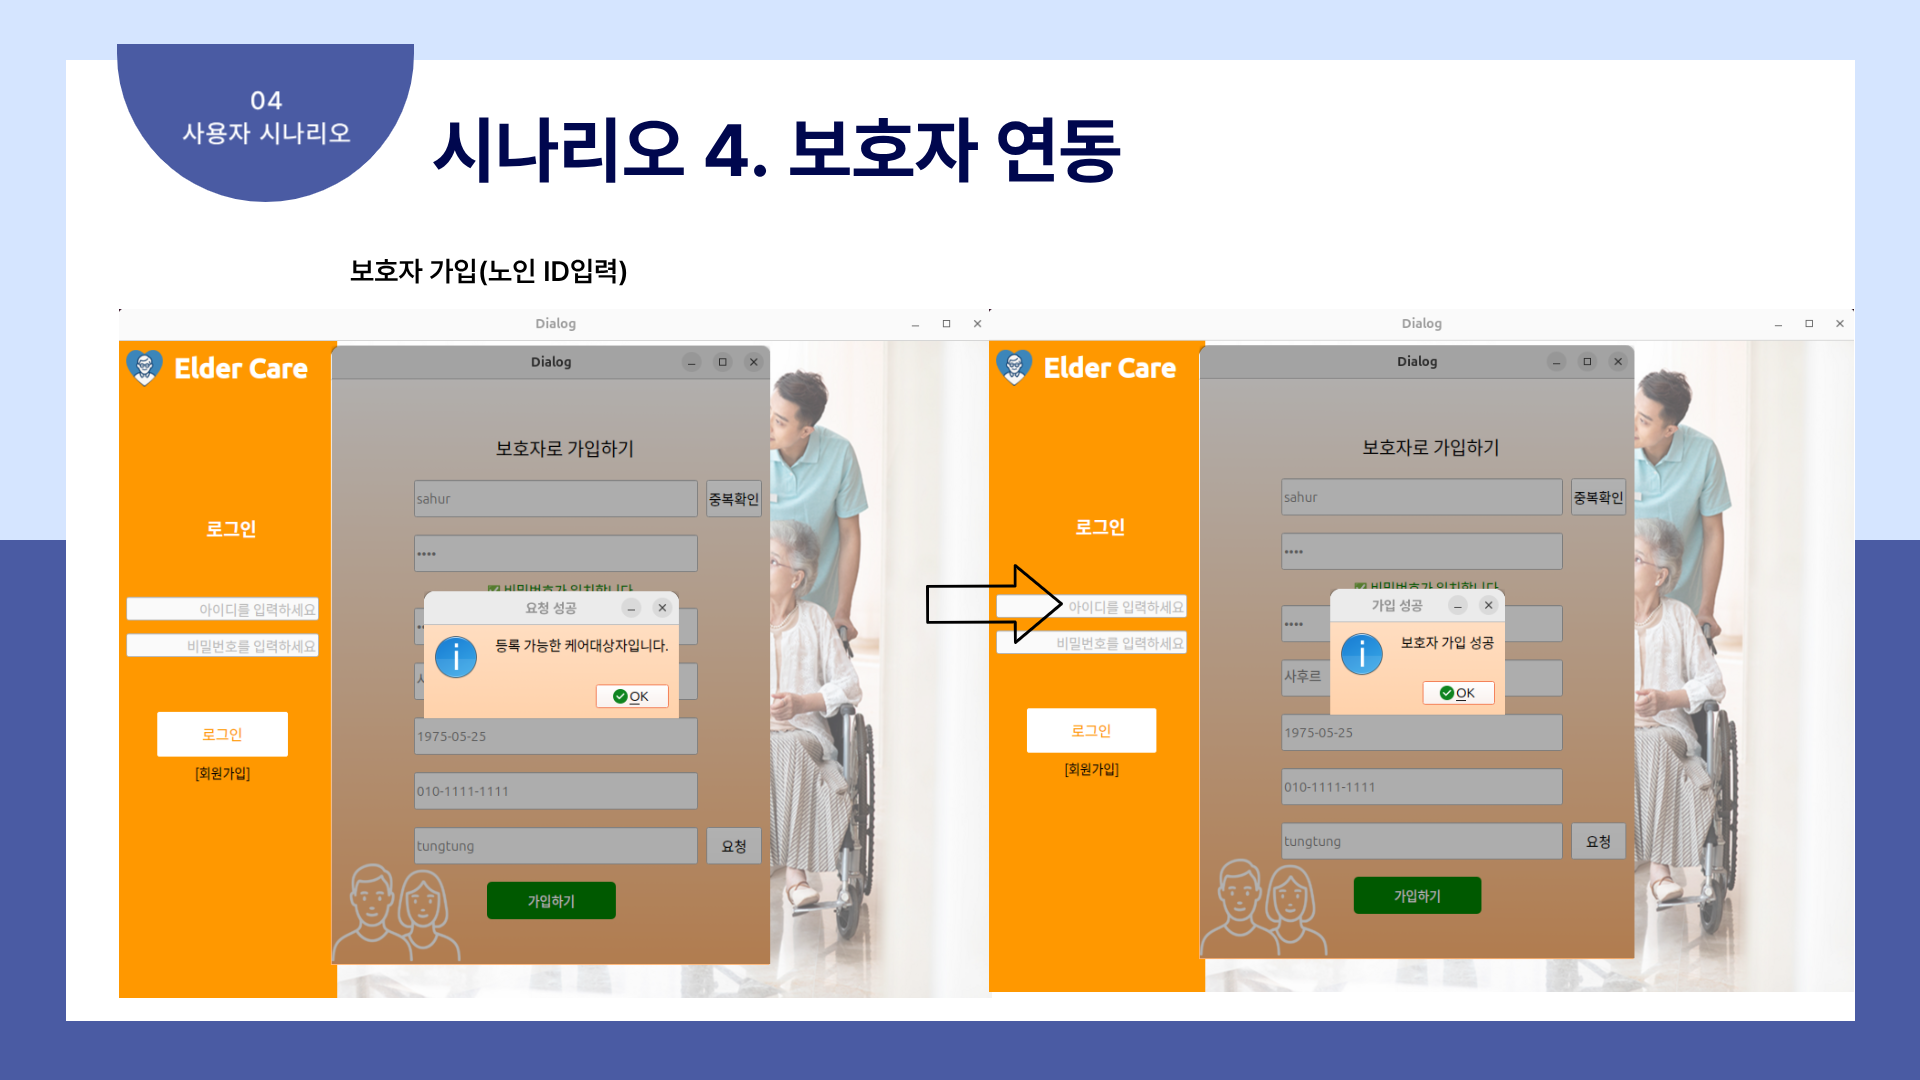 04
사용자 시나리오
시나리오 4. 보호자 연동
보호자 가입(노인 ID입력)
Dialog
Elder Care
Dialog
보호자로 가입하기
sahur
중복확인
로그인
••••
비밀번호가 일치합니다
요청 성공
등록 가능한 케어대상자입니다.
OK
아이디를 입력하세요
비밀번호를 입력하세요
로그인
[회원가입]
1975-05-25
010-1111-1111
tungtung
요청
가입하기
Dialog
Elder Care
Dialog
보호자로 가입하기
sahur
중복확인
로그인
••••
비밀번호가 일치합니다
가입 성공
보호자 가입 성공
OK
아이디를 입력하세요
••••
비밀번호를 입력하세요
사후르
로그인
[회원가입]
1975-05-25
010-1111-1111
tungtung
요청
가입하기